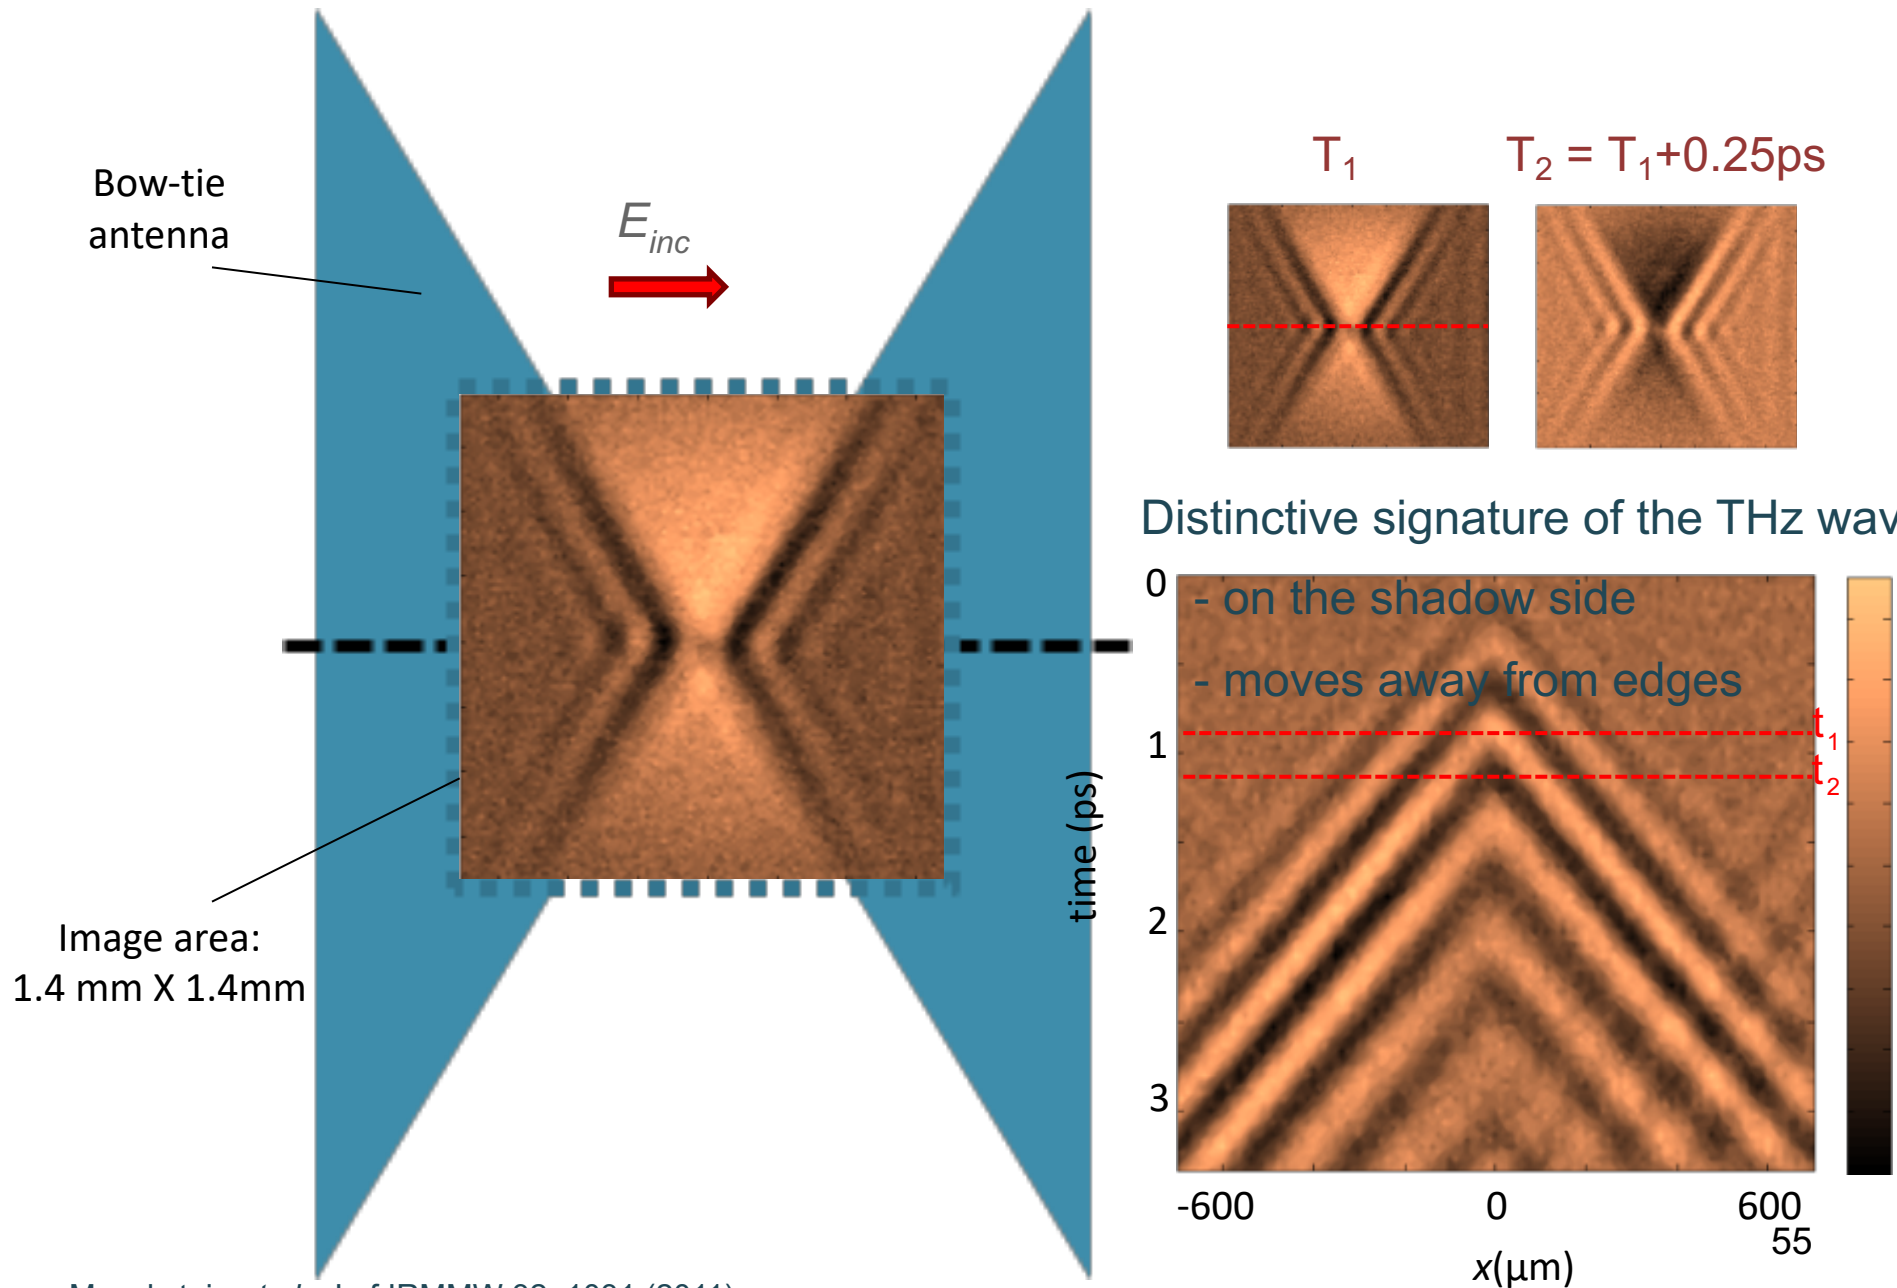 Bow-tie
antenna
E_inc
Image area:
1.4 mm X 1.4mm
T₁
T₂ = T₁+0.25ps
Distinctive signature of the THz wav
- on the shadow side
- moves away from edges
t₁
t₂
time (ps)
0
1
2
3
-600 0 600
x(μm)
55